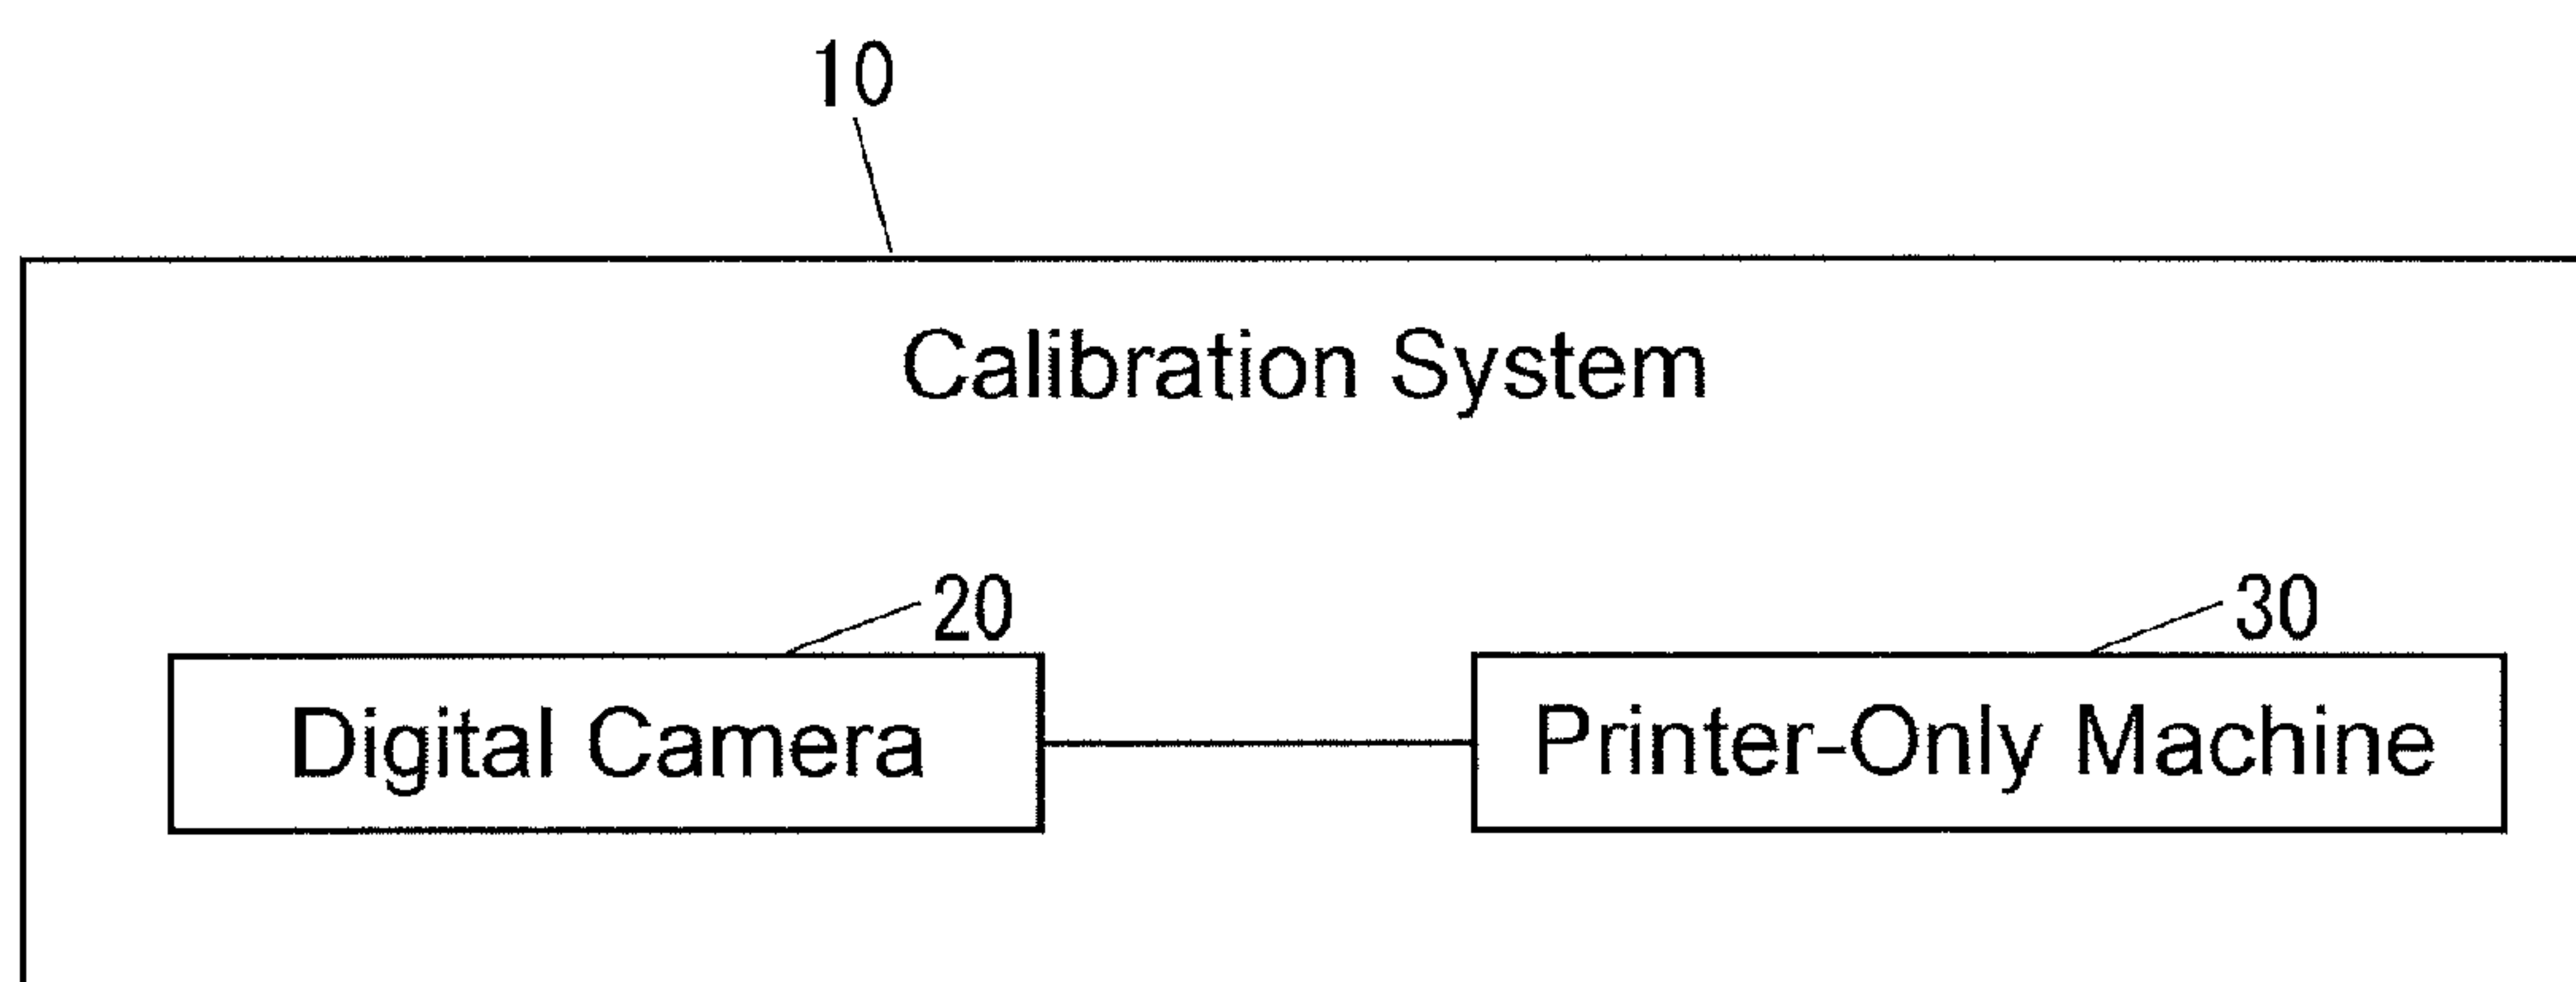 10
Calibration System
20
30
Digital Camera
Printer-Only Machine